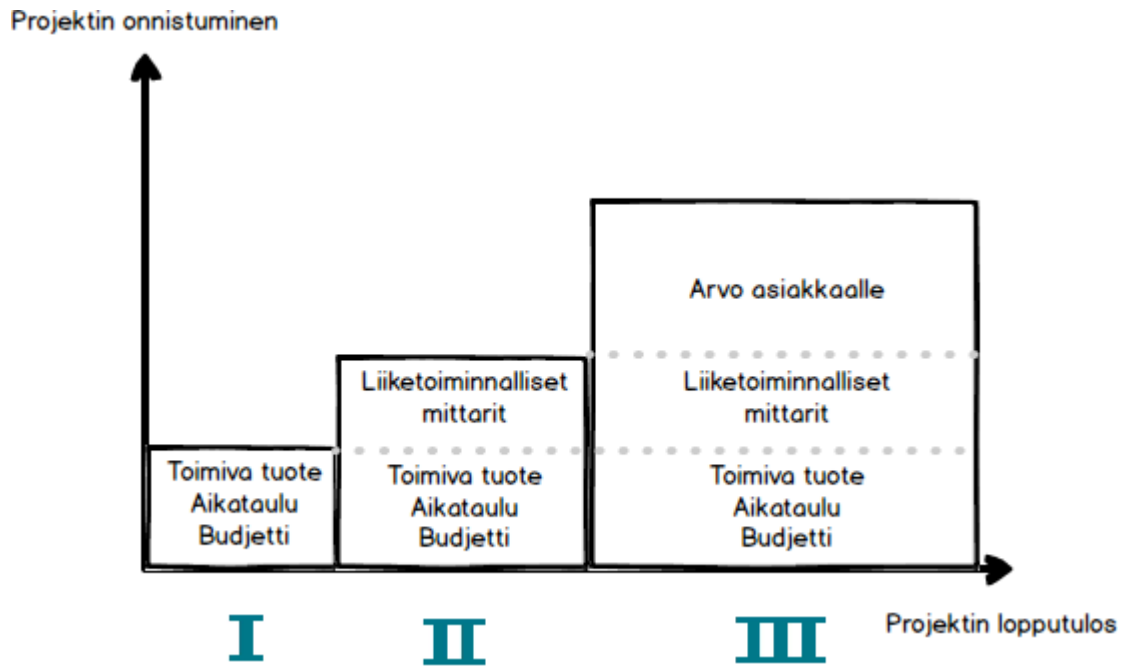 Projektin onnistuminen
Toimiva tuote
Aikataulu
Budjetti
Liiketoiminnalliset
mittarit
Toimiva tuote
Aikataulu
Budjetti
Arvo asiakkaalle
Liiketoiminnalliset
mittarit
Toimiva tuote
Aikataulu
Budjetti
I
II
III
Projektin lopputulos